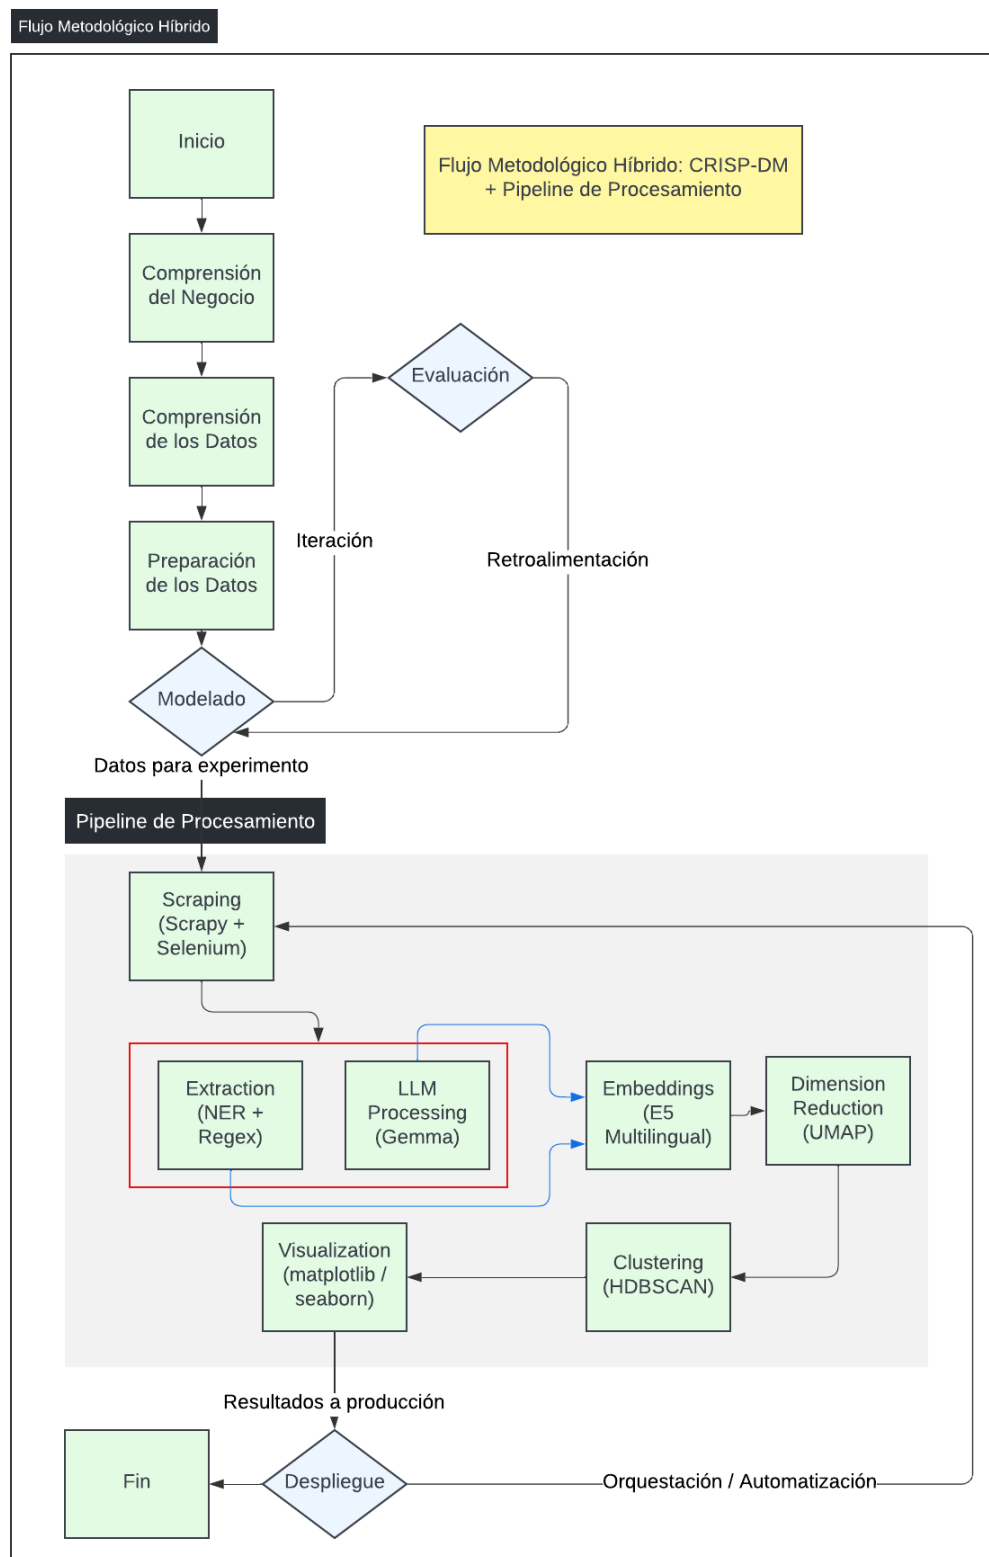 Flujo Metodológico Híbrido
Inicio
Flujo Metodológico Híbrido: CRISP-DM
+ Pipeline de Procesamiento
Comprensión
del Negocio
Evaluación
Comprensión
de los Datos
Iteración
Retroalimentación
Preparación
de los Datos
Modelado
Datos para experimento
Pipeline de Procesamiento
Scraping
(Scrapy +
Selenium)
Extraction
(NER +
Regex)
LLM
Processing
(Gemma)
Embeddings
(E5
Multilingual)
Dimension
Reduction
(UMAP)
Visualization
(matplotlib /
seaborn)
Clustering
(HDBSCAN)
Resultados a producción
Fin
Despliegue
Orquestación / Automatización